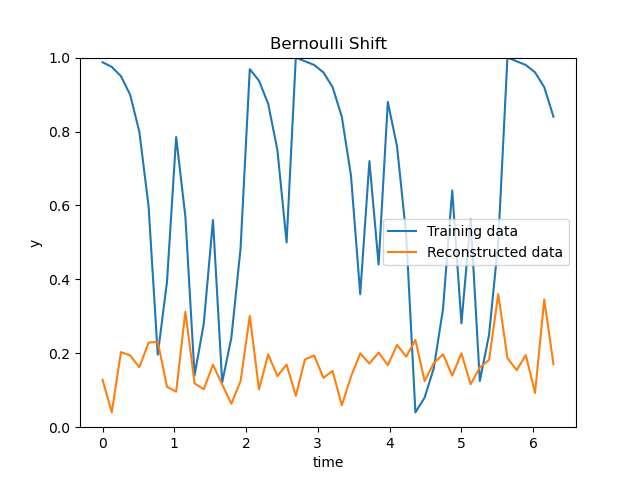 Bernoulli Shift
1.0
0.8
0.6
0.4
0.2
0.0
y
Training data
Reconstructed data
0 1 2 3 4 5 6
time